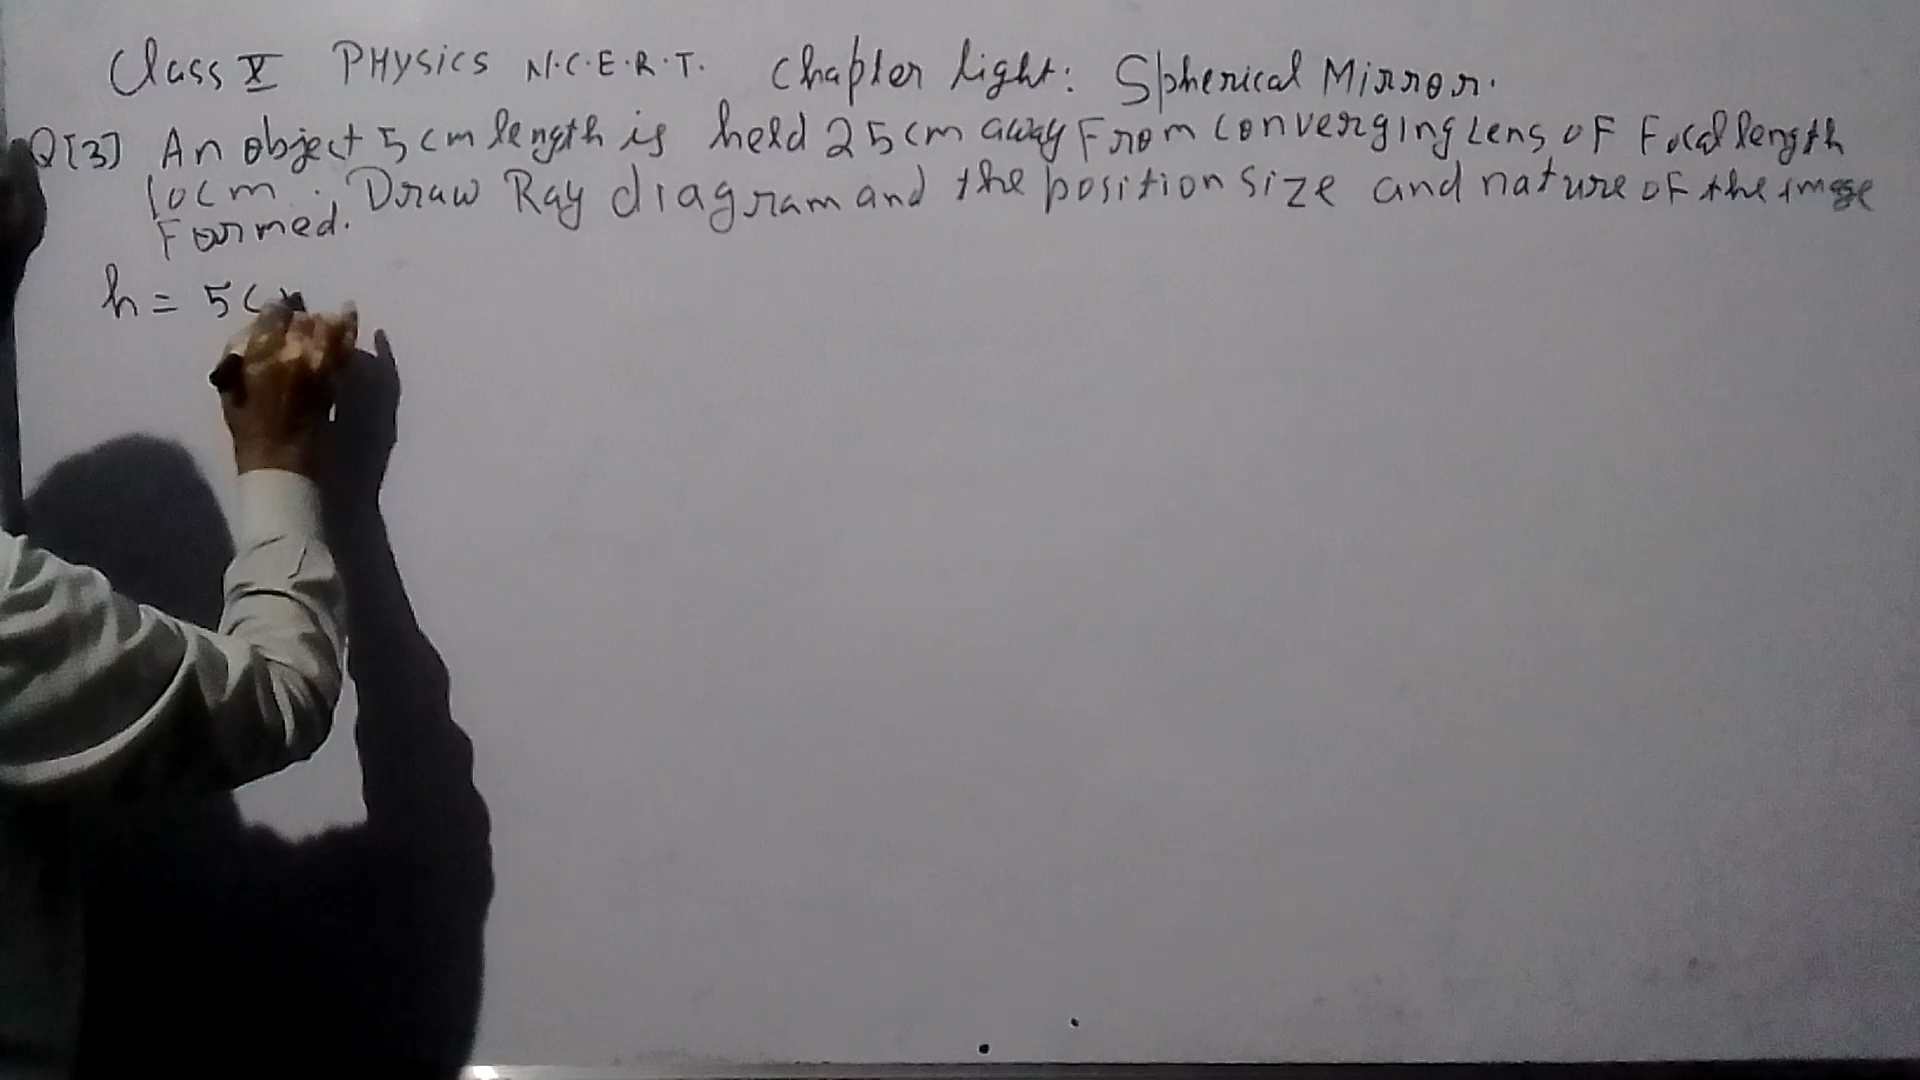 Class X PHYSICS N.C.E.R.T. Chapter light: Spherical Mirror.
Q[3] An object 5cm length is held 25cm away From converging Lens of Focal length
10cm. Draw Ray diagram and the position size and nature of the image
Formed.
h = 5cm